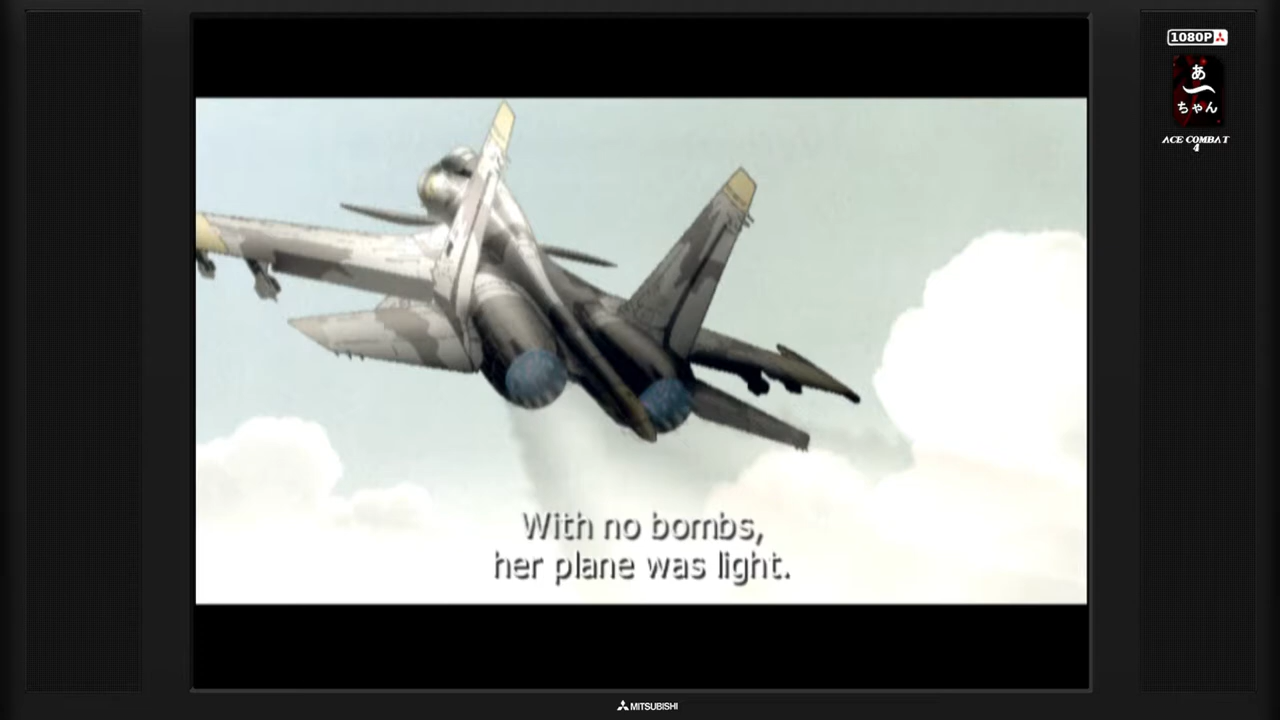 1080P
あ
ー
ちゃん
ACE COMBAT
4
With no bombs,
her plane was light.
MITSUBISHI